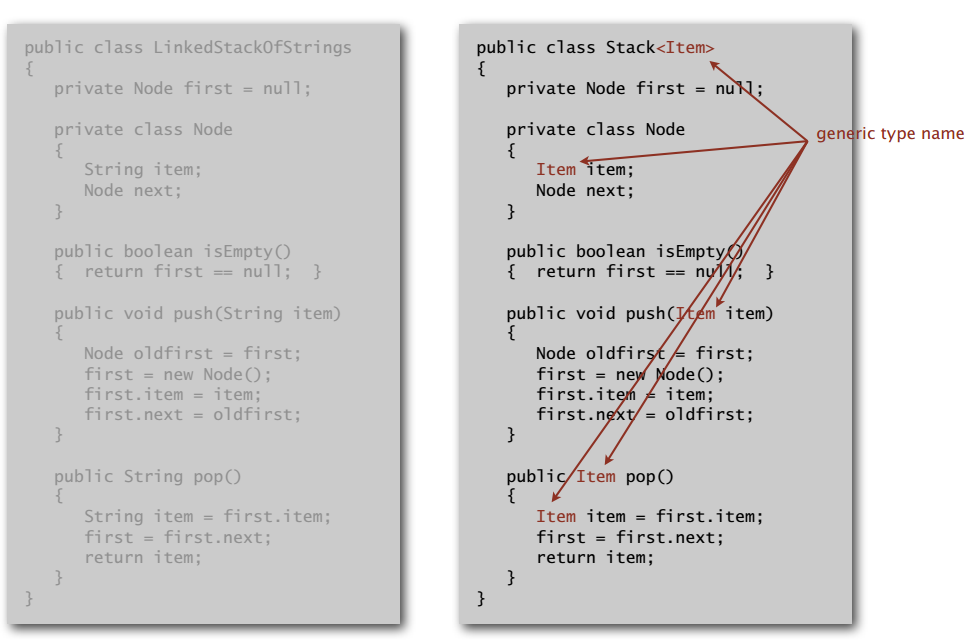 public class LinkedStackOfStrings
{
private Node first = null;
private class Node
{
String item;
Node next;
}
public boolean isEmpty()
{ return first == null; }
public void push(String item)
{
Node oldfirst = first;
first = new Node();
first.item = item;
first.next = oldfirst;
}
public String pop()
{
String item = first.item;
first = first.next;
return item;
}
}
public class Stack<Item>
{
private Node first = null;
private class Node
{
Item item;
Node next;
}
public boolean isEmpty()
{ return first == null; }
public void push(Item item)
{
Node oldfirst = first;
first = new Node();
first.item = item;
first.next = oldfirst;
}
public Item pop()
{
Item item = first.item;
first = first.next;
return item;
}
}
generic type name